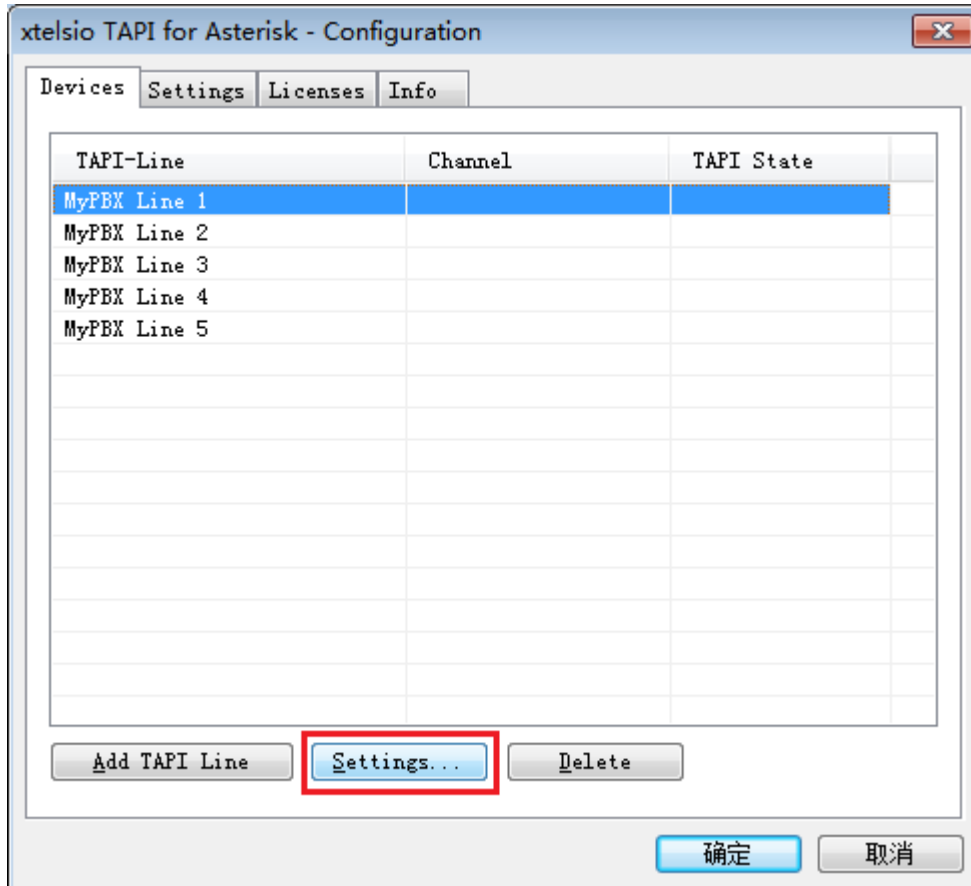 xtelsio TAPI for Asterisk - Configuration
Devices Settings Licenses Info
TAPI-Line Channel TAPI State
MyPBX Line 1
MyPBX Line 2
MyPBX Line 3
MyPBX Line 4
MyPBX Line 5
Add TAPI Line Settings... Delete
确定 取消